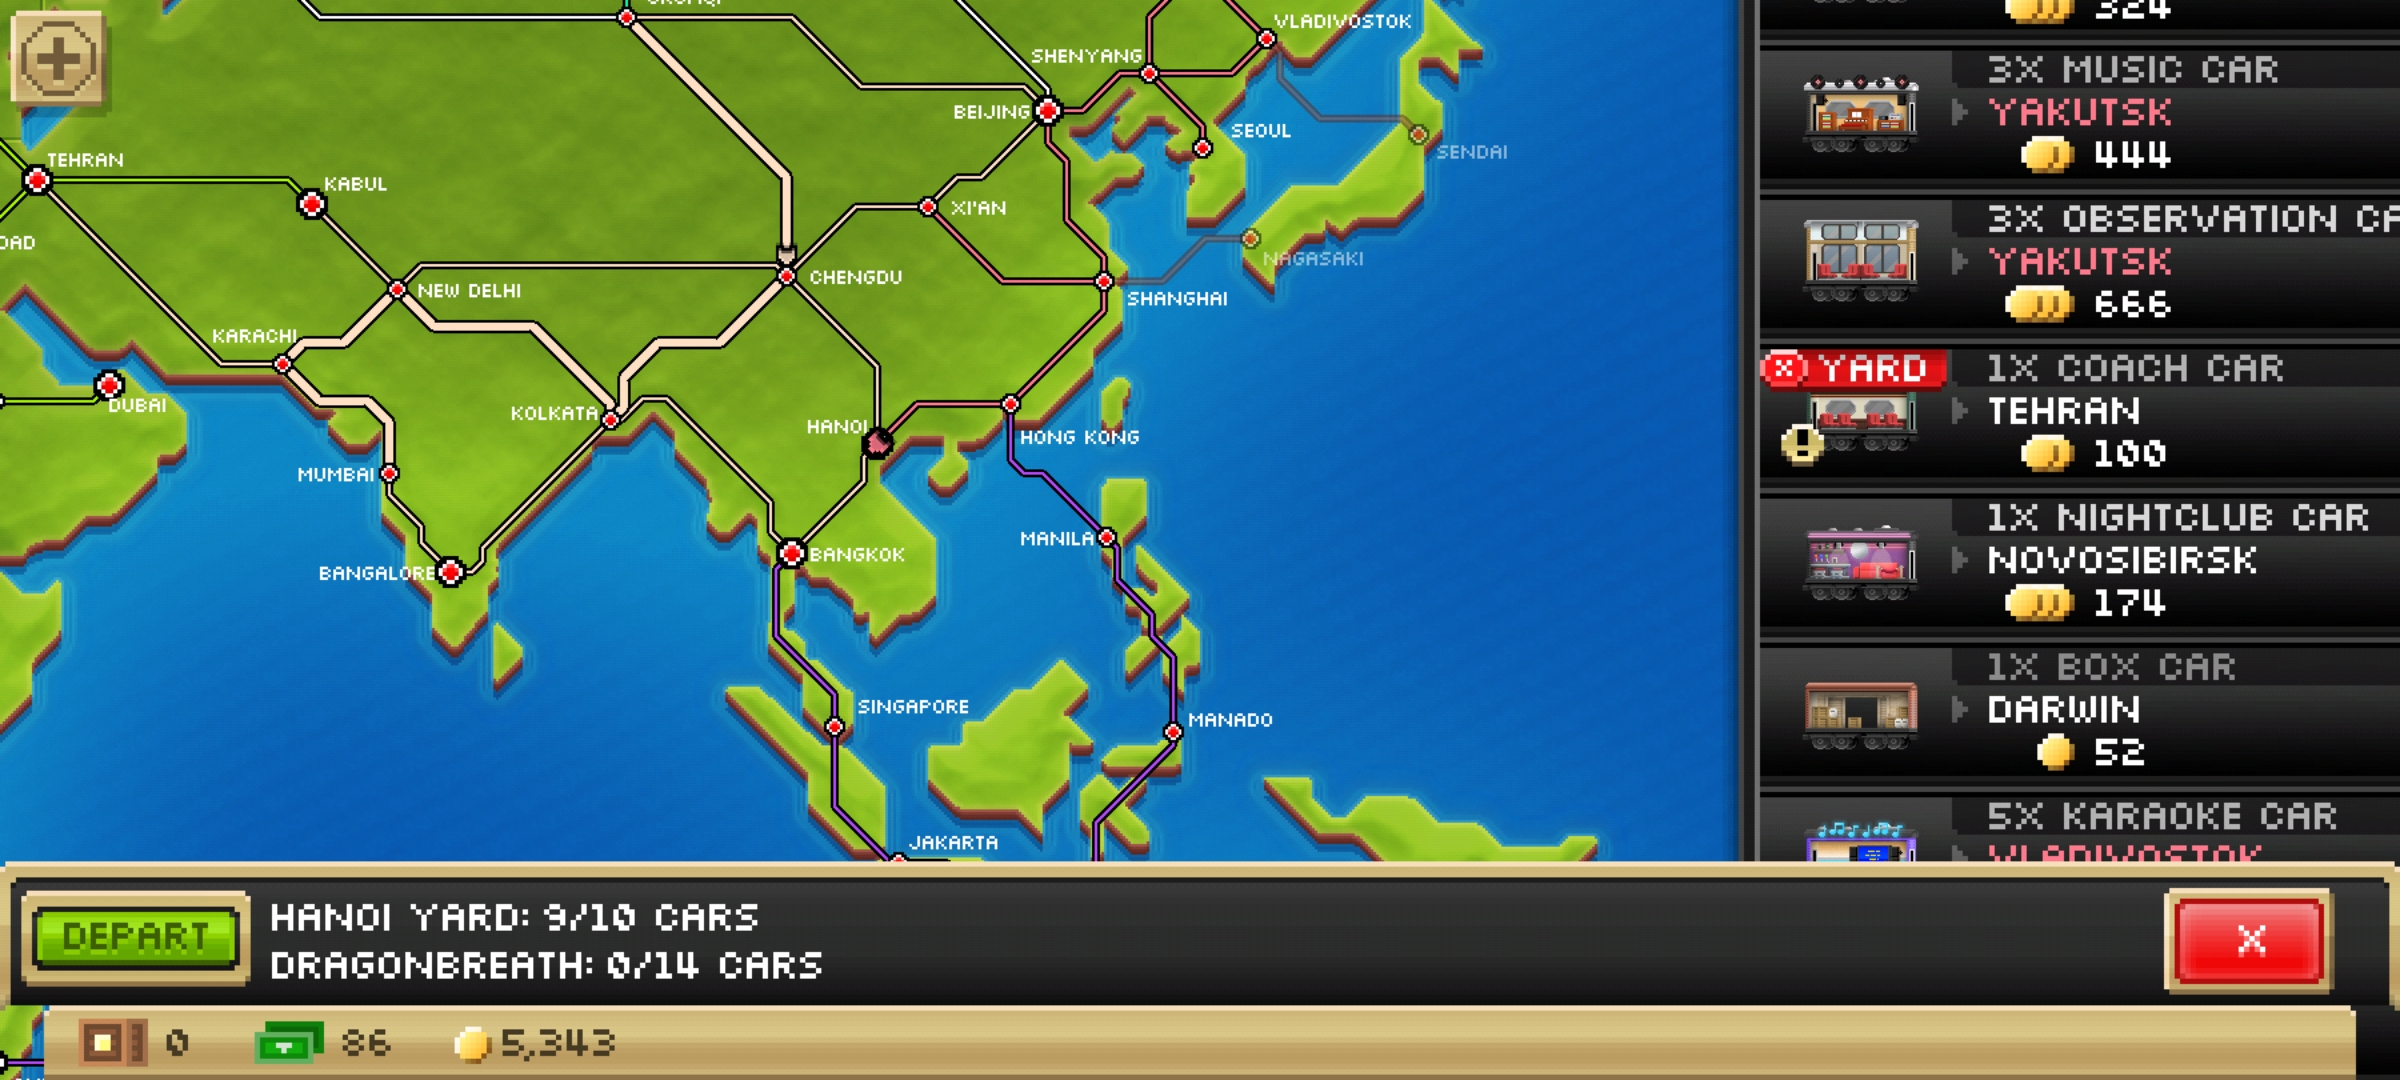 VLADIVOSTOK
SHENYANG
BEIJING
SEOUL
SENDAI
TEHRAN
KABUL
XI'AN
NAGASAKI
CHENGDU
NEW DELHI
SHANGHAI
KARACHI
DUBAI
KOLKATA
HANOI
HONG KONG
MUMBAI
MANILA
BANGKOK
BANGALORE
SINGAPORE
MANADO
JAKARTA
324
3X MUSIC CAR
YAKUTSK
444
3X OBSERVATION CA
YAKUTSK
666
X YARD
1X COACH CAR
TEHRAN
100
1X NIGHTCLUB CAR
NOVOSIBIRSK
174
1X BOX CAR
DARWIN
52
5X KARAOKE CAR
VLADIVOSTOK
DEPART
HANOI YARD: 9/10 CARS
DRAGONBREATH: 0/14 CARS
X
0
86
5,343